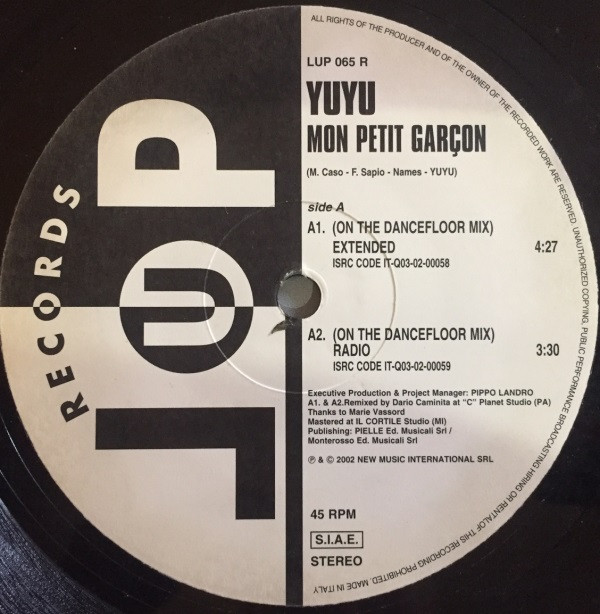 ALL RIGHTS OF THE PRODUCER AND OF THE OWNER OF THE RECORDED WORK ARE RESERVED. UNAUTHORIZED COPYING, PUBLIC PERFORMANCE BROADCASTING HIRING OR RENTAL OF THIS RECORDING PROHIBITED. MADE IN ITALY
LUP RECORDS
LUP 065 R
YUYU
MON PETIT GARÇON
(M. Caso - F. Sapio - Names - YUYU)
side A
A1. (ON THE DANCEFLOOR MIX)
EXTENDED 4:27
ISRC CODE IT-Q03-02-00058
A2. (ON THE DANCEFLOOR MIX)
RADIO 3:30
ISRC CODE IT-Q03-02-00059
Executive Production & Project Manager: PIPPO LANDRO
A1. & A2.Remixed by Dario Caminita at "C" Planet Studio (PA)
Thanks to Marie Vassord
Mastered at IL CORTILE Studio (MI)
Publishing: PIELLE Ed. Musicali Srl /
Monterosso Ed. Musicali Srl
℗ & © 2002 NEW MUSIC INTERNATIONAL SRL
45 RPM
S.I.A.E.
STEREO